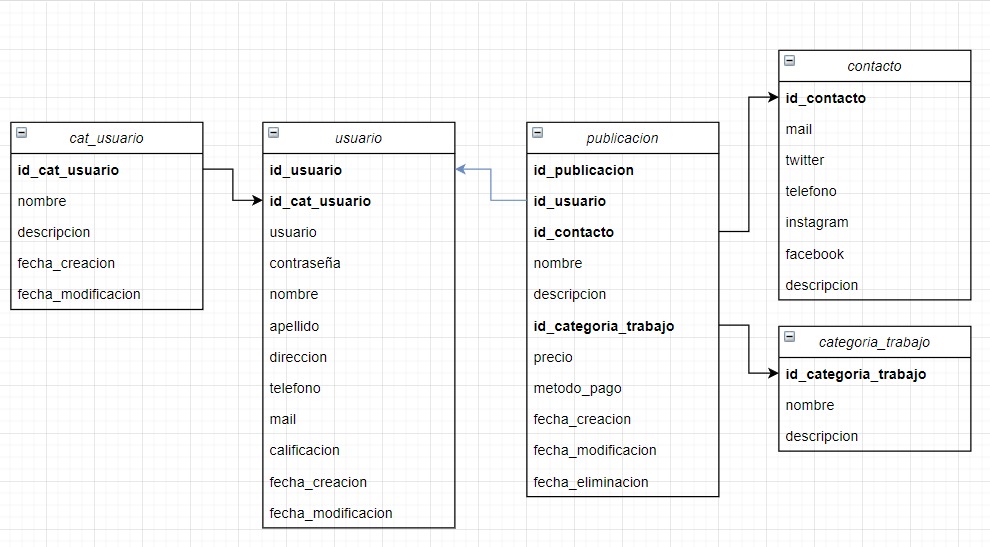 cat_usuario
id_cat_usuario
nombre
descripcion
fecha_creacion
fecha_modificacion
usuario
id_usuario
id_cat_usuario
usuario
contraseña
nombre
apellido
direccion
telefono
mail
calificacion
fecha_creacion
fecha_modificacion
publicacion
id_publicacion
id_usuario
id_contacto
nombre
descripcion
id_categoria_trabajo
precio
metodo_pago
fecha_creacion
fecha_modificacion
fecha_eliminacion
contacto
id_contacto
mail
twitter
telefono
instagram
facebook
descripcion
categoria_trabajo
id_categoria_trabajo
nombre
descripcion